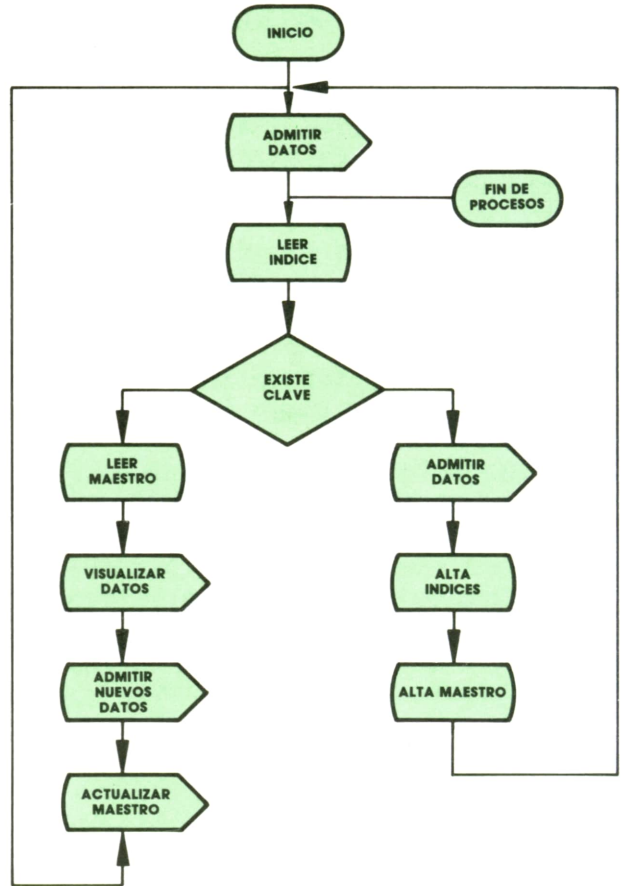 INICIO
ADMITIR
DATOS
FIN DE
PROCESOS
LEER
INDICE
EXISTE
CLAVE
LEER
MAESTRO
ADMITIR
DATOS
VISUALIZAR
DATOS
ALTA
INDICES
ADMITIR
NUEVOS
DATOS
ALTA MAESTRO
ACTUALIZAR
MAESTRO